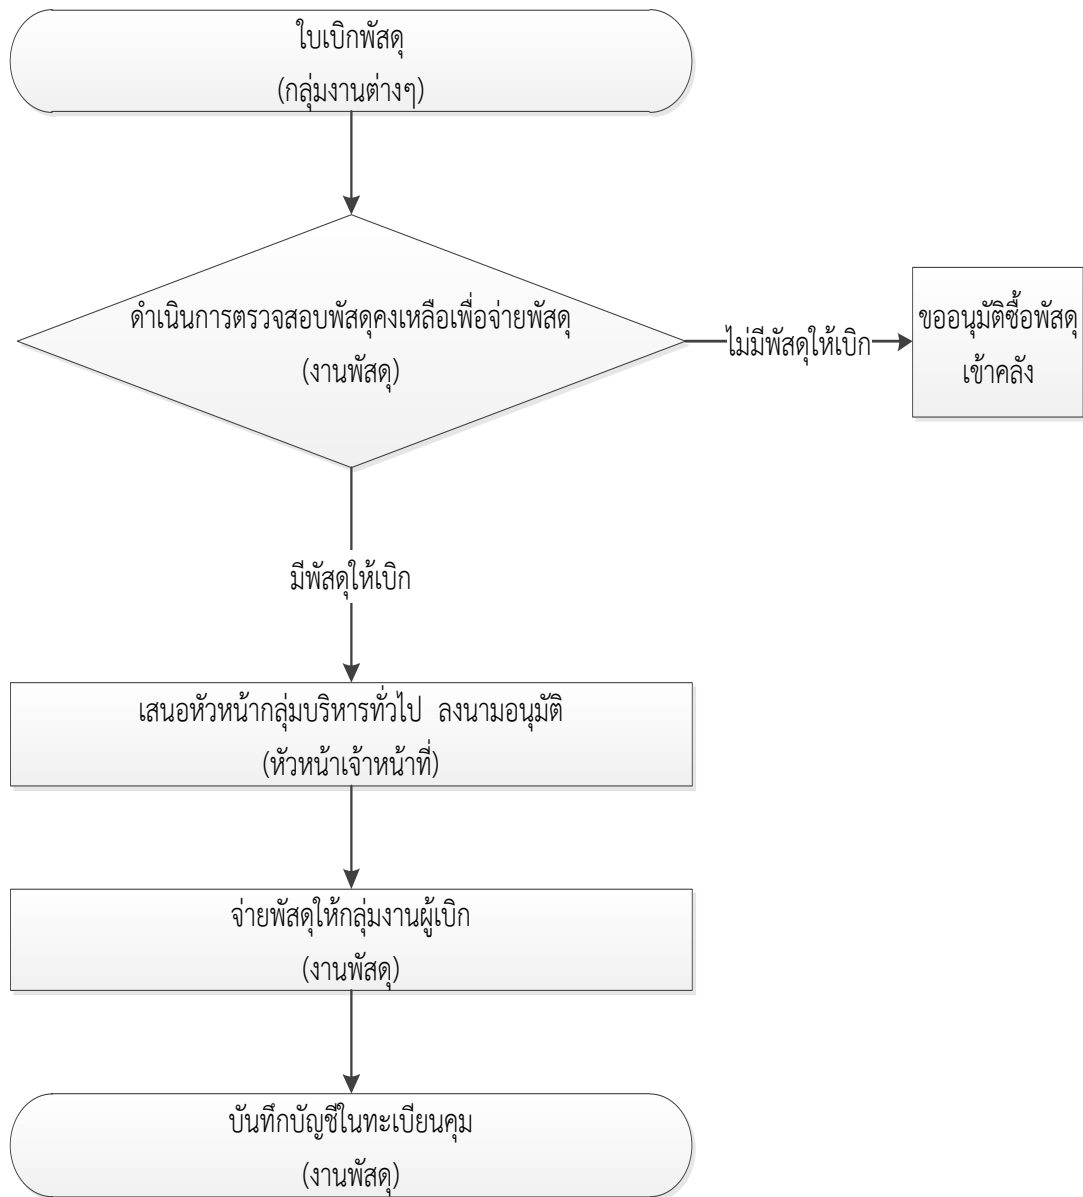 ใบเบิกพัสดุ
(กลุ่มงานต่างๆ)
ดำเนินการตรวจสอบพัสดุคงเหลือเพื่อจ่ายพัสดุ
(งานพัสดุ)
ไม่มีพัสดุให้เบิก
ขออนุมัติซื้อพัสดุ
เข้าคลัง
มีพัสดุให้เบิก
เสนอหัวหน้ากลุ่มบริหารทั่วไป ลงนามอนุมัติ
(หัวหน้าเจ้าหน้าที่)
จ่ายพัสดุให้กลุ่มงานผู้เบิก
(งานพัสดุ)
บันทึกบัญชีในทะเบียนคุม
(งานพัสดุ)